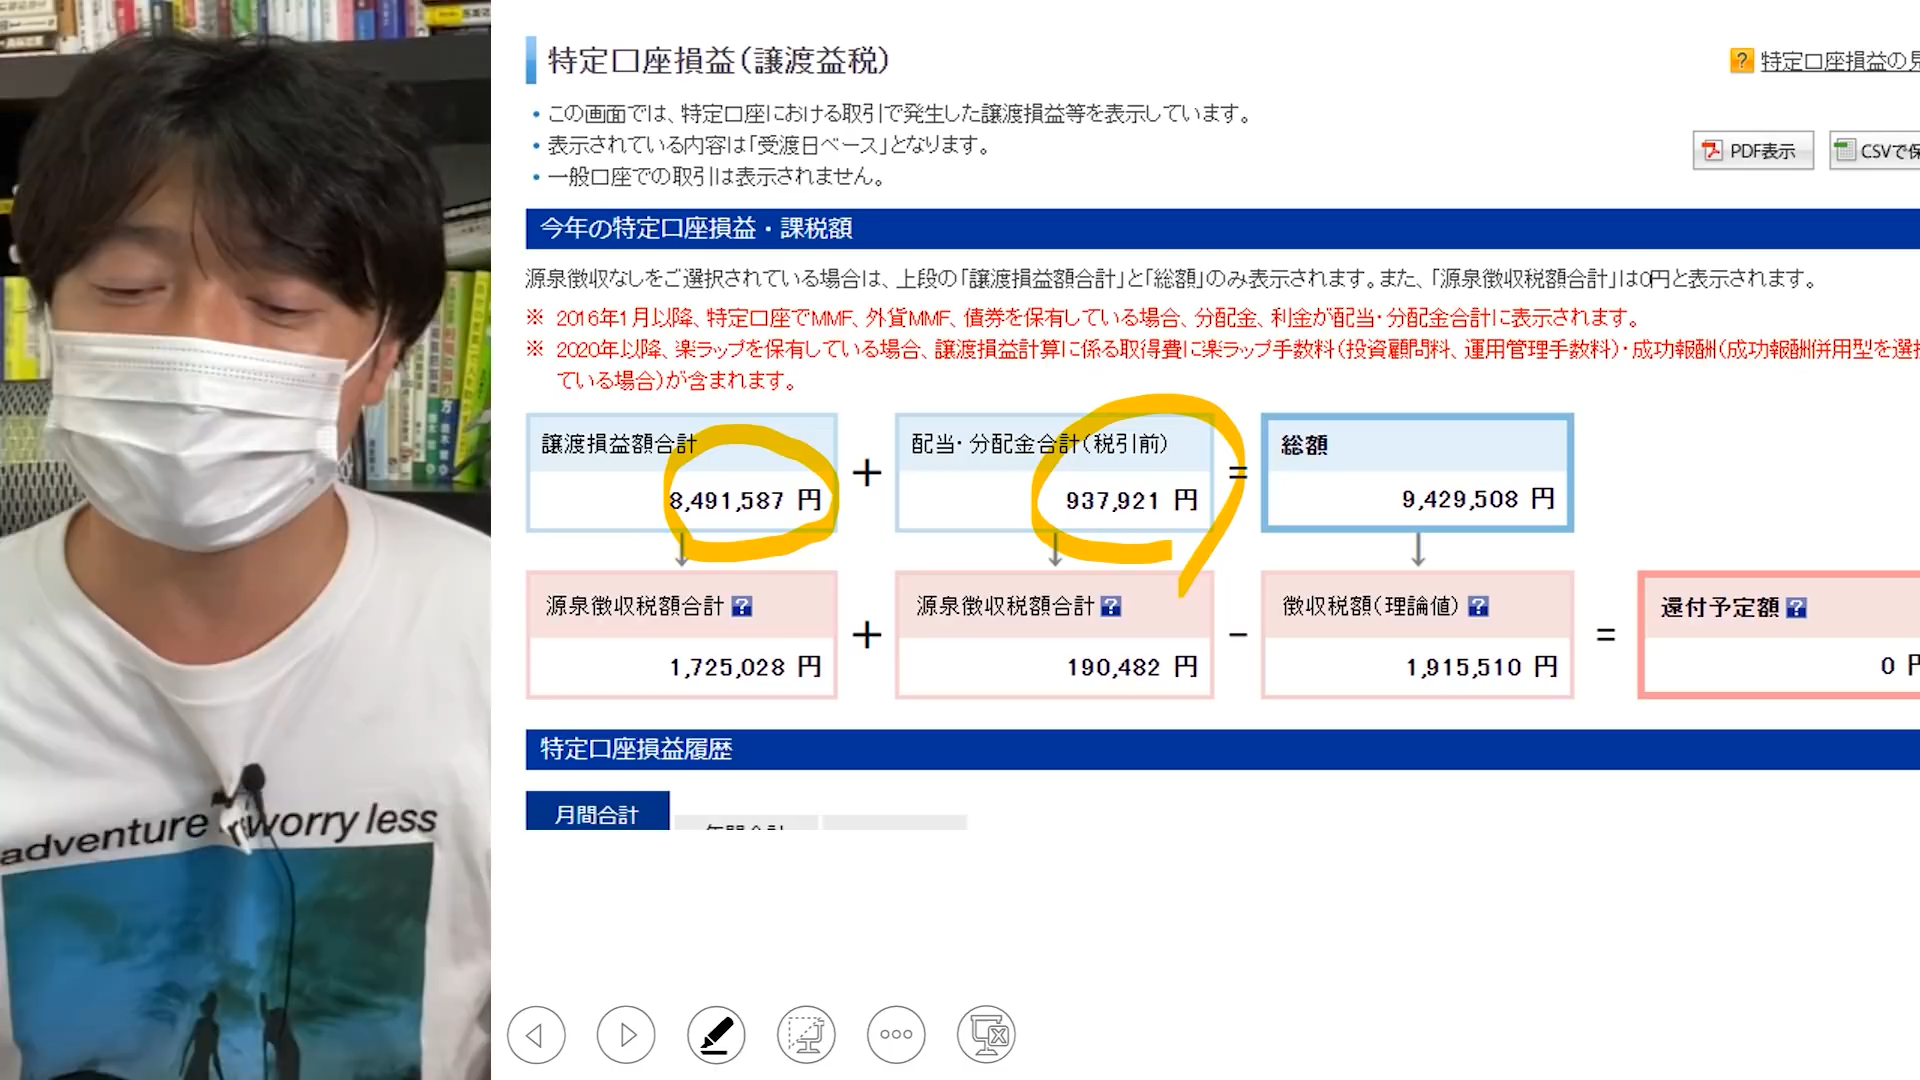 特定口座損益(譲渡益税)
? 特定口座損益の見
・この画面では、特定口座における取引で発生した譲渡損益等を表示しています。
・表示されている内容は「受渡日ベース」となります。
・一般口座での取引は表示されません。
PDF表示
CSVで保
今年の特定口座損益・課税額
源泉徴収なしをご選択されている場合は、上段の「譲渡損益額合計」と「総額」のみ表示されます。また、「源泉徴収税額合計」は0円と表示されます。
※ 2016年1月以降、特定口座でMMF、外貨MMF、債券を保有している場合、分配金、利金が配当・分配金合計に表示されます。
※ 2020年以降、楽ラップを保有している場合、譲渡損益計算に係る取得費に楽ラップ手数料(投資顧問料、運用管理手数料)・成功報酬(成功報酬併用型を選択
ている場合)が含まれます。
譲渡損益額合計
8,491,587 円
+
配当・分配金合計(税引前)
937,921 円
=
総額
9,429,508 円
源泉徴収税額合計 ?
1,725,028 円
+
源泉徴収税額合計 ?
190,482 円
-
徴収税額(理論値) ?
1,915,510 円
=
還付予定額 ?
0 円
特定口座損益履歴
月間合計
年間合計
adventure
worry less